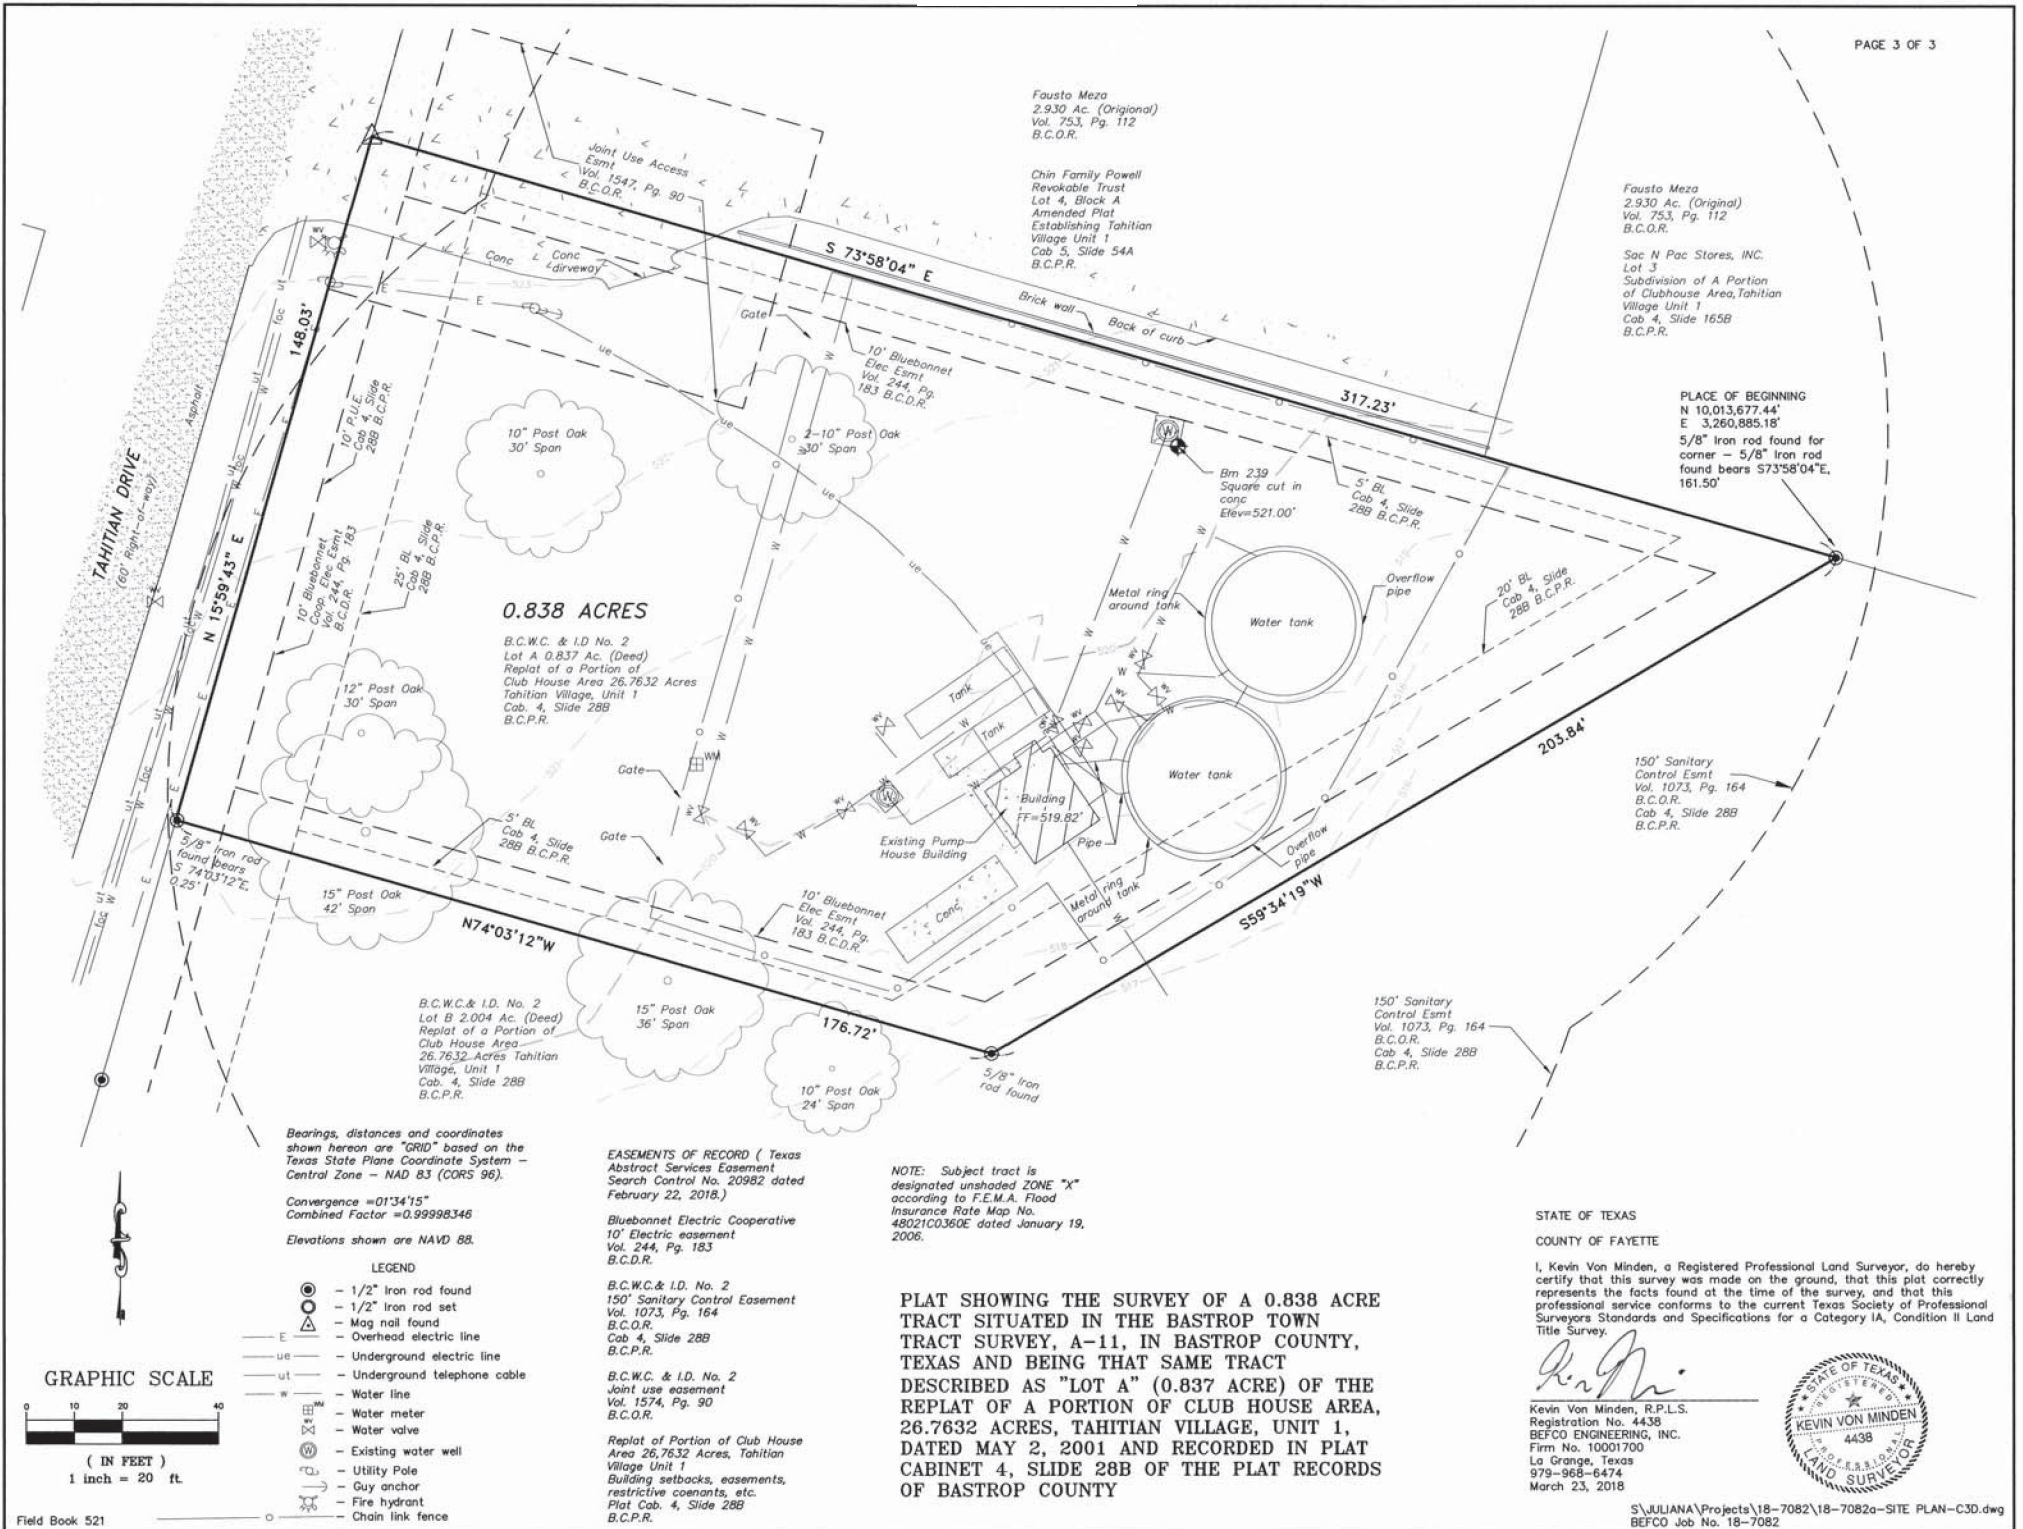 PAGE 3 OF 3
Fausto Meza
2.930 Ac. (Origional)
Vol. 753, Pg. 112
B.C.O.R.
Chin Family Powell
Revokable Trust
Lot 4, Block A
Amended Plat
Establishing Tahitian
Village Unit 1
Cab 5, Slide 54A
B.C.P.R.
Fausto Meza
2.930 Ac. (Original)
Vol. 753, Pg. 112
B.C.O.R.
Sac N Pac Stores, INC.
Lot 3
Subdivision of A Portion
of Clubhouse Area,Tahitian
Village Unit 1
Cab 4, Slide 165B
B.C.P.R.
Joint Use Access
Esmt
Vol. 1547, Pg. 90
B.C.O.R.
Conc
Conc
dirveway
S 73°58'04" E
317.23'
Brick wall
Back of curb
Gate
10' Bluebonnet
Elec Esmt
Vol. 244, Pg.
183 B.C.D.R.
PLACE OF BEGINNING
N 10,013,677.44'
E 3,260,885.18'
5/8" Iron rod found for
corner - 5/8" Iron rod
found bears S73°58'04"E,
161.50'
TAHITIAN DRIVE
(60' Right-of-way)
Asphalt
148.03'
N 15°59'43" E
10' P.U.E.
Cab 4, Slide
28B B.C.P.R.
10' Bluebonnet
Coop. Elec Esmt
Vol. 244, Pg. 183
B.C.D.R.
25' BL
Cab 4, Slide
28B B.C.P.R.
10" Post Oak
30' Span
2-10" Post Oak
30' Span
Bm 239
Square cut in
conc
Elev=521.00'
5' BL
Cab 4, Slide
28B B.C.P.R.
20' BL
Cab 4, Slide
28B B.C.P.R.
Metal ring
around tank
Overflow
pipe
Water tank
Water tank
0.838 ACRES
B.C.W.C. & I.D No. 2
Lot A 0.837 Ac. (Deed)
Replat of a Portion of
Club House Area 26.7632 Acres
Tahitian Village, Unit 1
Cab. 4, Slide 28B
B.C.P.R.
12" Post Oak
30' Span
Tank
Tank
WM
Gate
Gate
Building
FF=519.82'
Existing Pump
House Building
Pipe
Overflow
pipe
Metal ring
around tank
Conc
203.84'
S59°34'19"W
150' Sanitary
Control Esmt
Vol. 1073, Pg. 164
B.C.O.R.
Cab 4, Slide 28B
B.C.P.R.
5/8" Iron rod
found bears
S 74°03'12"E,
0.25'
5' BL
Cab 4, Slide
28B B.C.P.R.
15" Post Oak
42' Span
N74°03'12"W
176.72'
10' Bluebonnet
Elec Esmt
Vol. 244, Pg.
183 B.C.D.R.
B.C.W.C.& I.D. No. 2
Lot B 2.004 Ac. (Deed)
Replat of a Portion of
Club House Area
26.7632 Acres Tahitian
Village, Unit 1
Cab. 4, Slide 28B
B.C.P.R.
15" Post Oak
36' Span
10" Post Oak
24' Span
5/8" Iron
rod found
150' Sanitary
Control Esmt
Vol. 1073, Pg. 164
B.C.O.R.
Cab 4, Slide 28B
B.C.P.R.
Bearings, distances and coordinates
shown hereon are "GRID" based on the
Texas State Plane Coordinate System -
Central Zone - NAD 83 (CORS 96).
Convergence =01°34'15"
Combined Factor =0.99998346
Elevations shown are NAVD 88.
LEGEND
- 1/2" Iron rod found
- 1/2" Iron rod set
- Mag nail found
E - Overhead electric line
ue - Underground electric line
ut - Underground telephone cable
w - Water line
WM - Water meter
WV - Water valve
W - Existing water well
- Utility Pole
- Guy anchor
- Fire hydrant
- Chain link fence
GRAPHIC SCALE
0 10 20 40
( IN FEET )
1 inch = 20 ft.
Field Book 521
EASEMENTS OF RECORD ( Texas
Abstract Services Easement
Search Control No. 20982 dated
February 22, 2018.)
Bluebonnet Electric Cooperative
10' Electric easement
Vol. 244, Pg. 183
B.C.D.R.
B.C.W.C.& I.D. No. 2
150' Sanitary Control Easement
Vol. 1073, Pg. 164
B.C.O.R.
Cab 4, Slide 28B
B.C.P.R.
B.C.W.C. & I.D. No. 2
Joint use easement
Vol. 1574, Pg. 90
B.C.O.R.
Replat of Portion of Club House
Area 26,7632 Acres, Tahitian
Village Unit 1
Building setbacks, easements,
restrictive coenants, etc.
Plat Cab. 4, Slide 28B
B.C.P.R.
NOTE: Subject tract is
designated unshaded ZONE "X"
according to F.E.M.A. Flood
Insurance Rate Map No.
48021C0360E dated January 19,
2006.
PLAT SHOWING THE SURVEY OF A 0.838 ACRE
TRACT SITUATED IN THE BASTROP TOWN
TRACT SURVEY, A-11, IN BASTROP COUNTY,
TEXAS AND BEING THAT SAME TRACT
DESCRIBED AS "LOT A" (0.837 ACRE) OF THE
REPLAT OF A PORTION OF CLUB HOUSE AREA,
26.7632 ACRES, TAHITIAN VILLAGE, UNIT 1,
DATED MAY 2, 2001 AND RECORDED IN PLAT
CABINET 4, SLIDE 28B OF THE PLAT RECORDS
OF BASTROP COUNTY
STATE OF TEXAS
COUNTY OF FAYETTE
I, Kevin Von Minden, a Registered Professional Land Surveyor, do hereby
certify that this survey was made on the ground, that this plat correctly
represents the facts found at the time of the survey, and that this
professional service conforms to the current Texas Society of Professional
Surveyors Standards and Specifications for a Category IA, Condition II Land
Title Survey.
Kevin Von Minden, R.P.L.S.
Registration No. 4438
BEFCO ENGINEERING, INC.
Firm No. 10001700
La Grange, Texas
979-968-6474
March 23, 2018
STATE OF TEXAS
REGISTERED
KEVIN VON MINDEN
4438
PROFESSIONAL
LAND SURVEYOR
S\JULIANA\Projects\18-7082\18-7082a-SITE PLAN-C3D.dwg
BEFCO Job No. 18-7082